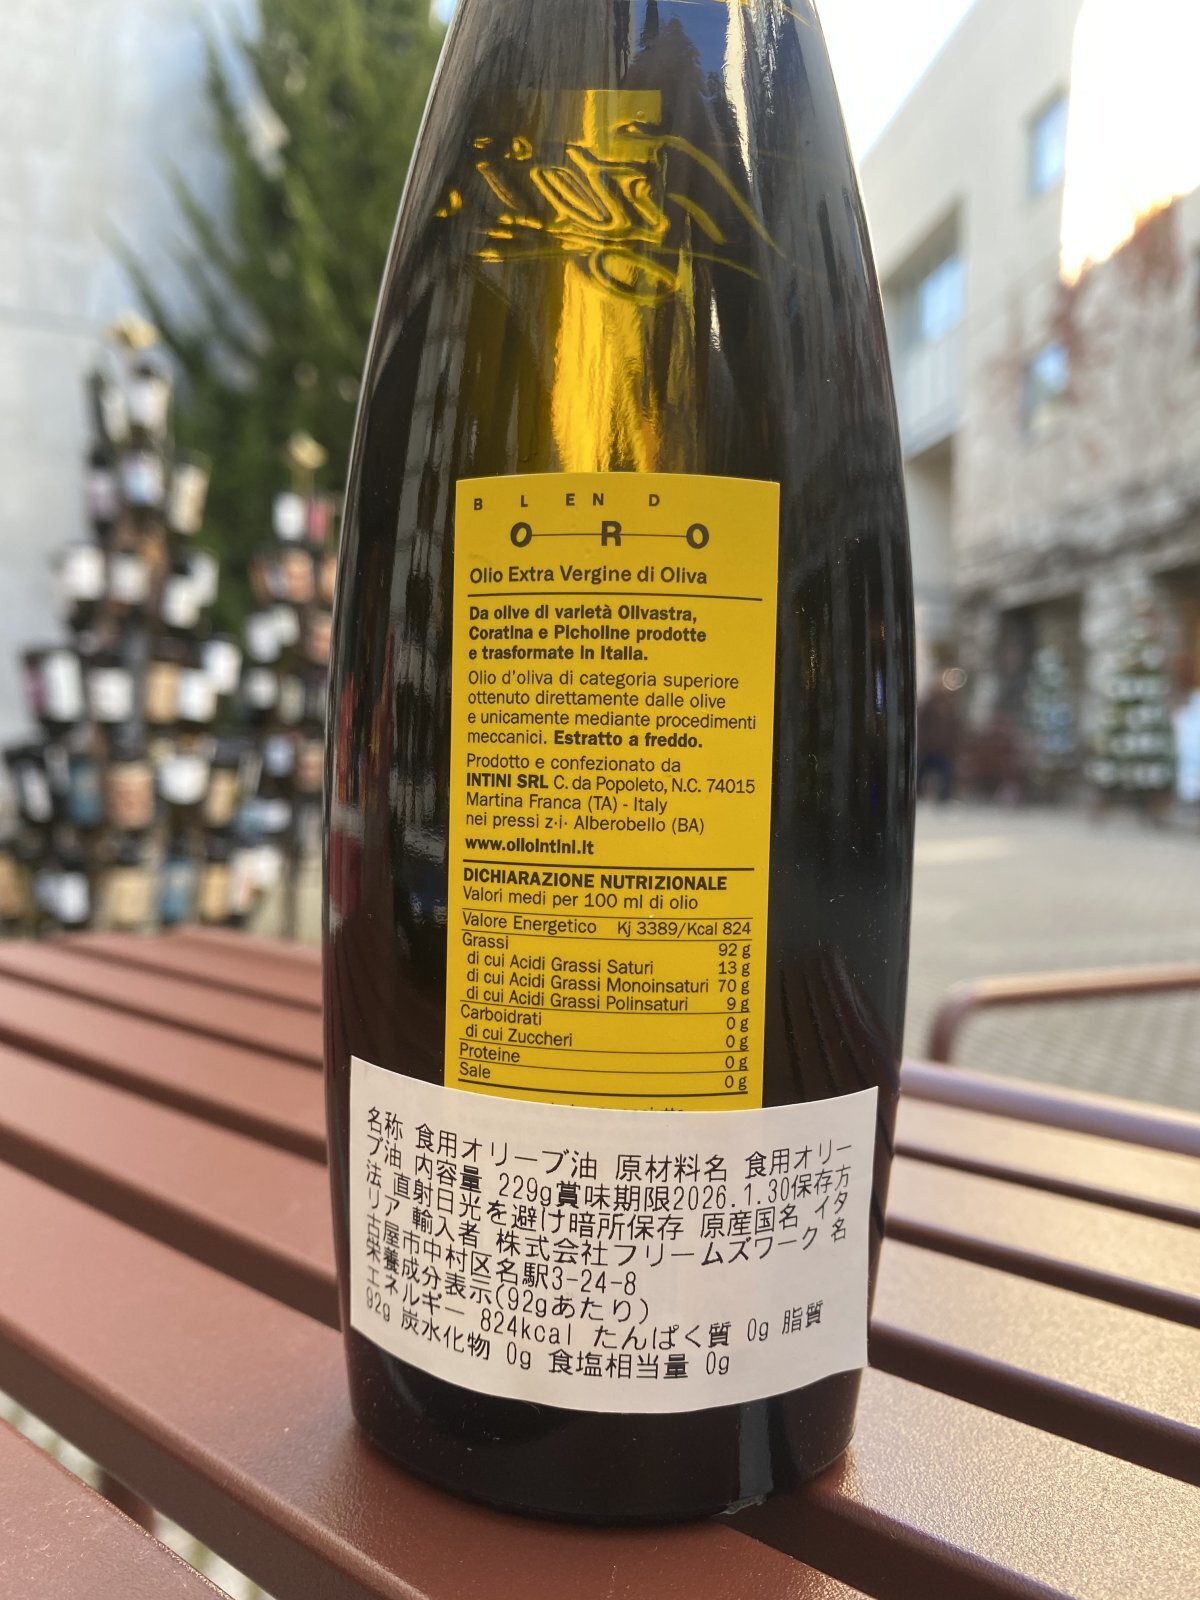 BLEND
ORO
Olio Extra Vergine di Oliva
Da olive di varietà Olivastra,
Coratina e Picholine prodotte
e trasformate in Italia.
Olio d'oliva di categoria superiore
ottenuto direttamente dalle olive
e unicamente mediante procedimenti
meccanici. Estratto a freddo.
Prodotto e confezionato da
INTINI SRL C. da Popoleto, N.C. 74015
Martina Franca (TA) - Italy
nei pressi z.i. Alberobello (BA)
www.oliointini.it
DICHIARAZIONE NUTRIZIONALE
Valori medi per 100 ml di olio
Valore Energetico Kj 3389/Kcal 824
Grassi 92 g
di cui Acidi Grassi Saturi 13 g
di cui Acidi Grassi Monoinsaturi 70 g
di cui Acidi Grassi Polinsaturi 9 g
Carboidrati 0 g
di cui Zuccheri 0 g
Proteine 0 g
Sale 0 g
名称 食用オリーブ油 原材料名 食用オリー
ブ油 内容量 229g賞味期限2026.1.30保存方
法 直射日光を避け暗所保存 原産国名 イタ
リア 輸入者 株式会社フリームズワーク 名
古屋市中村区名駅3-24-8
栄養成分表示(92gあたり)
エネルギー 824kcal たんぱく質 0g 脂質
92g 炭水化物 0g 食塩相当量 0g